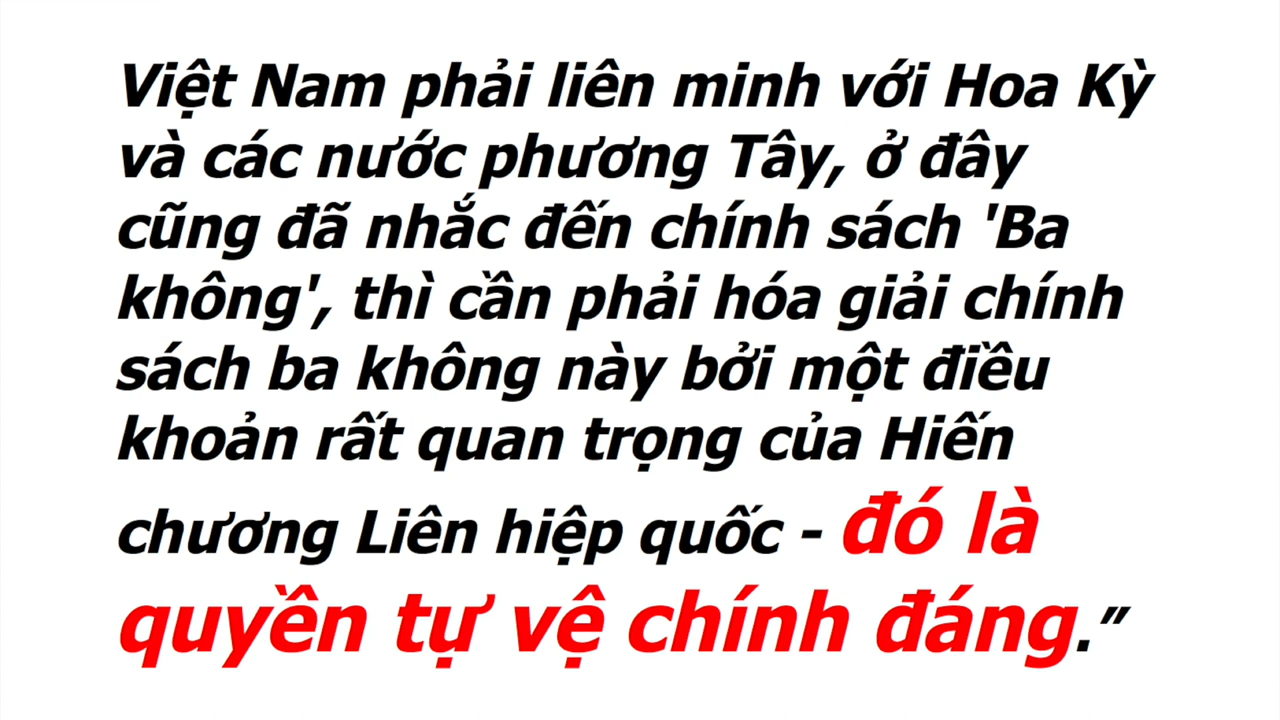 Việt Nam phải liên minh với Hoa Kỳ
và các nước phương Tây, ở đây
cũng đã nhắc đến chính sách 'Ba
không', thì cần phải hóa giải chính
sách ba không này bởi một điều
khoản rất quan trọng của Hiến
chương Liên hiệp quốc - đó là
quyền tự vệ chính đáng.”